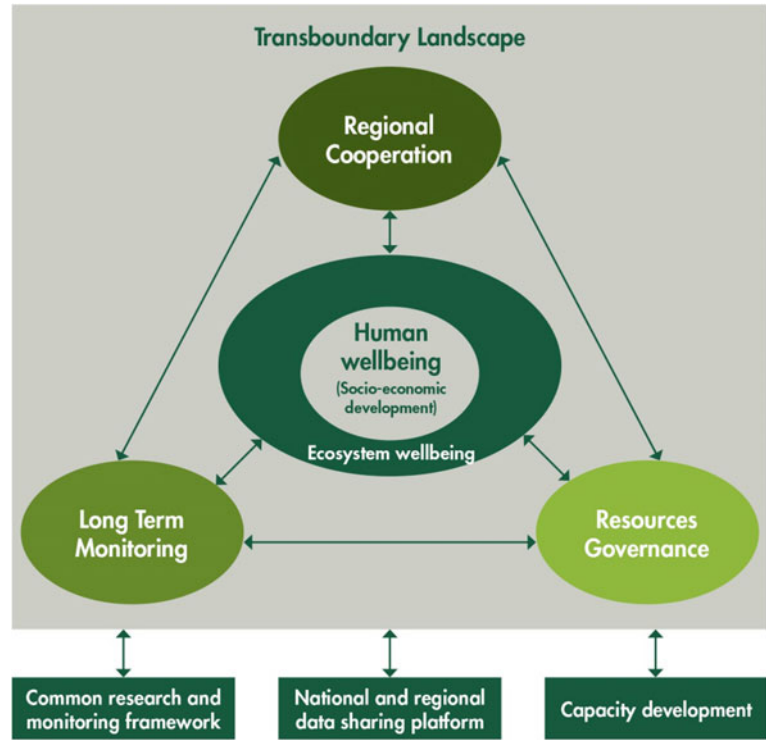 Transboundary Landscape
Regional
Cooperation
Human
wellbeing
(Socio-economic
development)
Ecosystem wellbeing
Long Term
Monitoring
Resources
Governance
Common research and
monitoring framework
National and regional
data sharing platform
Capacity development